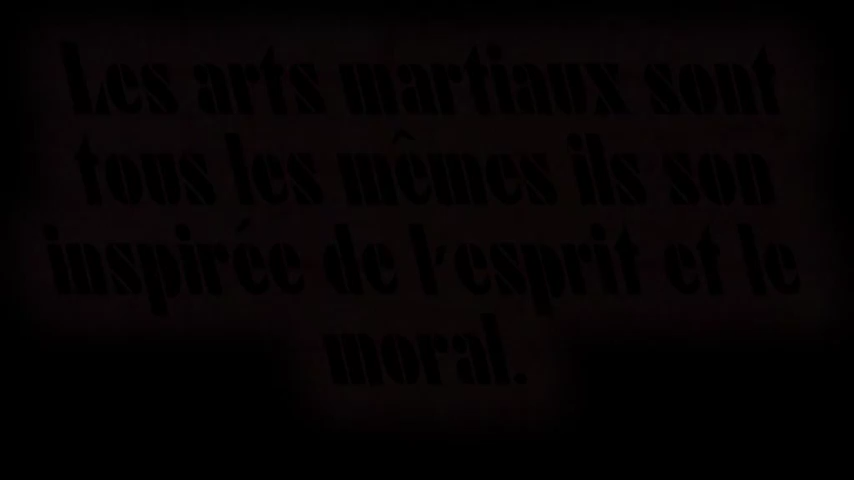 Les arts martiaux sont
tous les mêmes ils son
inspirée de l'esprit et le
moral.